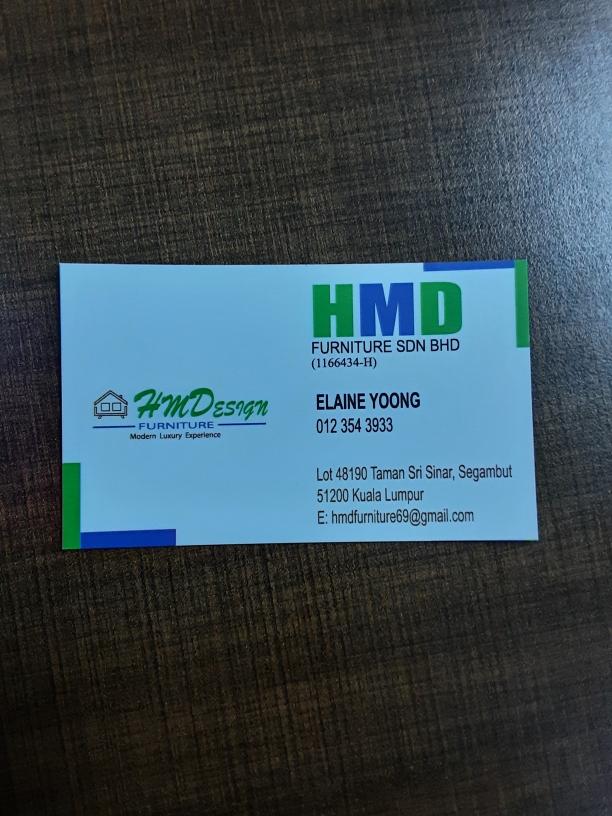 HMDESIGN
FURNITURE
Modern Luxury Experience
HMD
FURNITURE SDN BHD
(1166434-H)
ELAINE YOONG
012 354 3933
Lot 48190 Taman Sri Sinar, Segambut
51200 Kuala Lumpur
E: hmdfurniture69@gmail.com